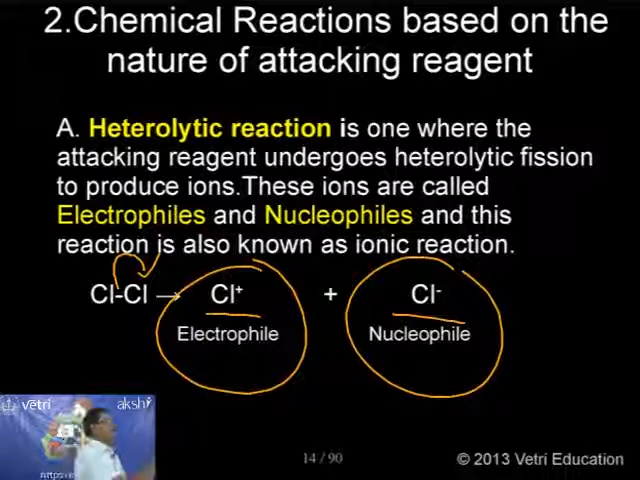 2.Chemical Reactions based on the
nature of attacking reagent
A. Heterolytic reaction is one where the
attacking reagent undergoes heterolytic fission
to produce ions.These ions are called
Electrophiles and Nucleophiles and this
reaction is also known as ionic reaction.
Cl-Cl → Cl⁺ + Cl⁻
Electrophile Nucleophile
vëtri akshi
14 / 90
© 2013 Vetri Education